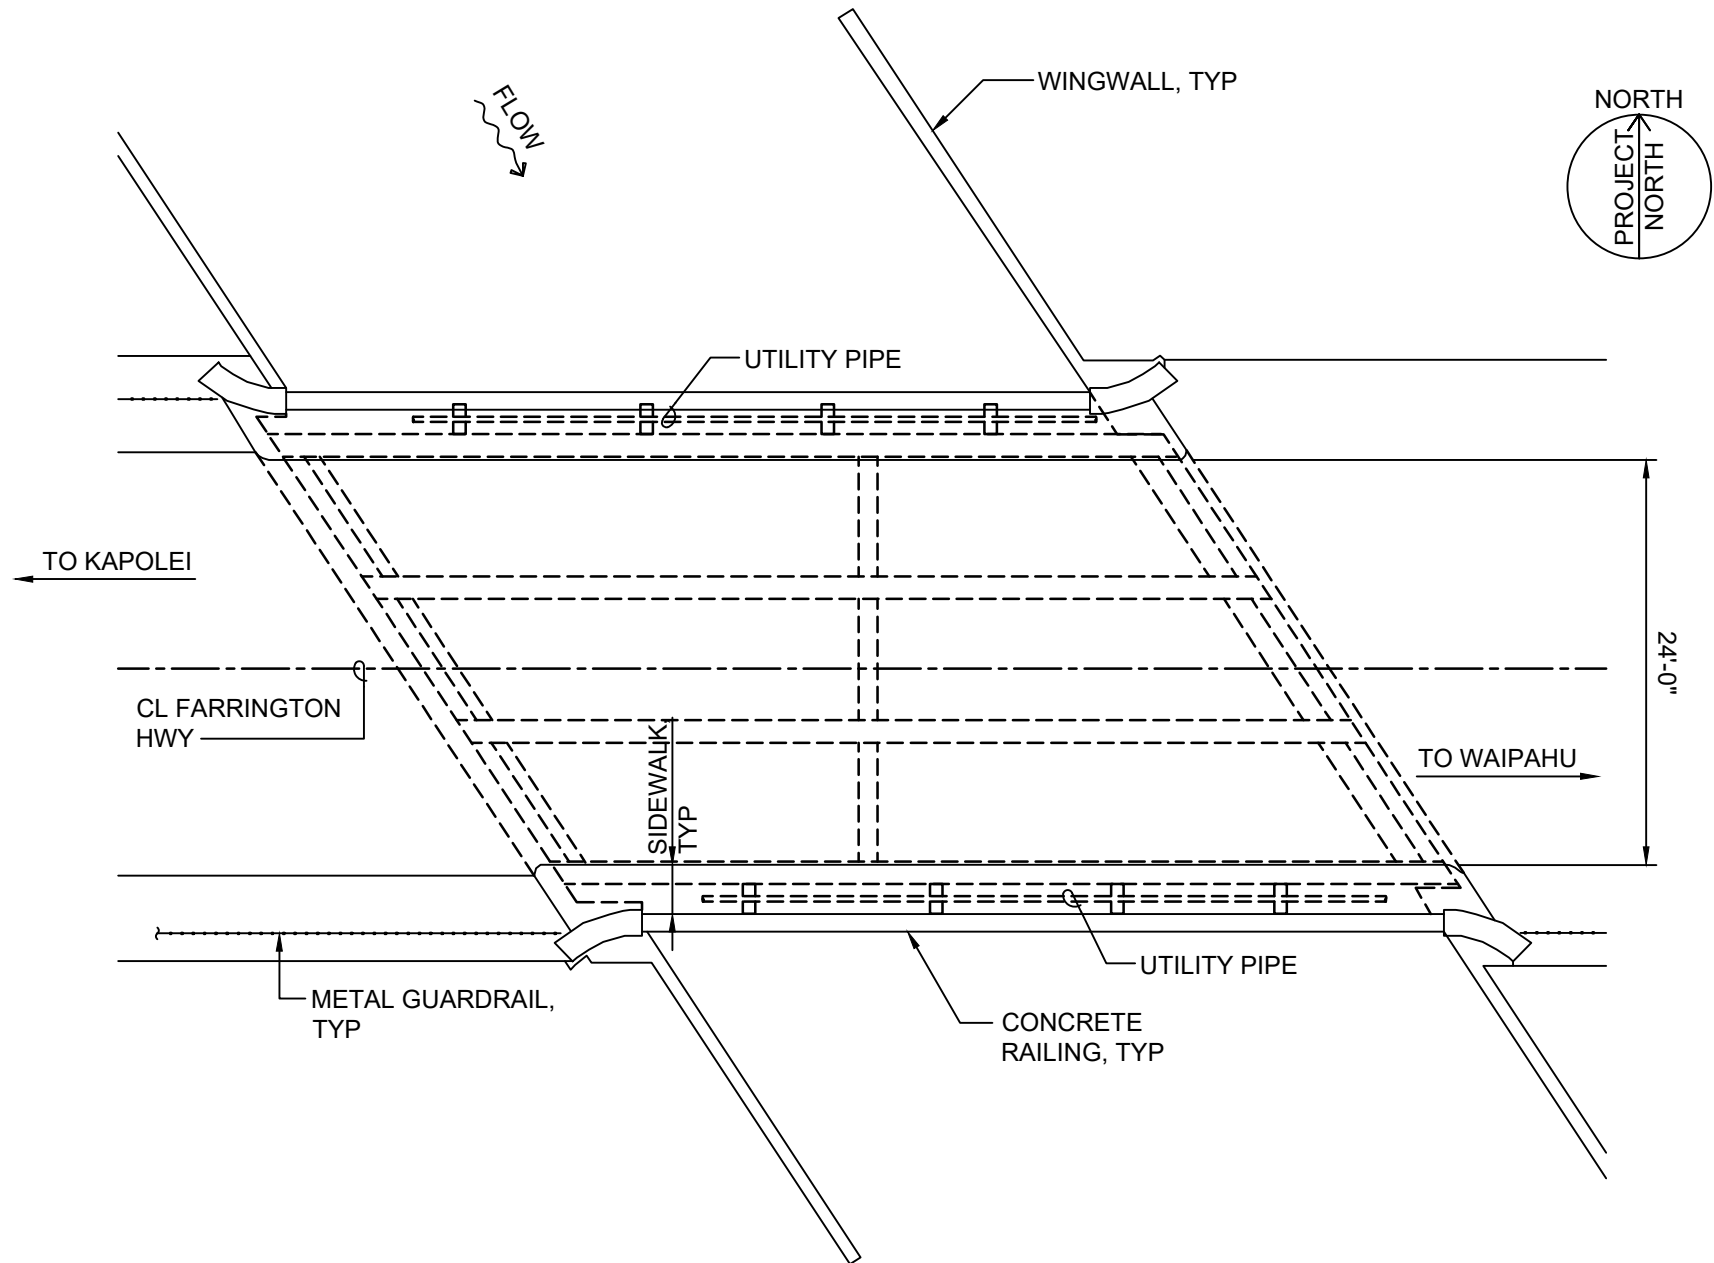 WINGWALL, TYP
NORTH
PROJECT
NORTH
FLOW
UTILITY PIPE
TO KAPOLEI
24'-0"
CL FARRINGTON
HWY
SIDEWALK,
TYP
TO WAIPAHU
UTILITY PIPE
METAL GUARDRAIL,
TYP
CONCRETE
RAILING, TYP